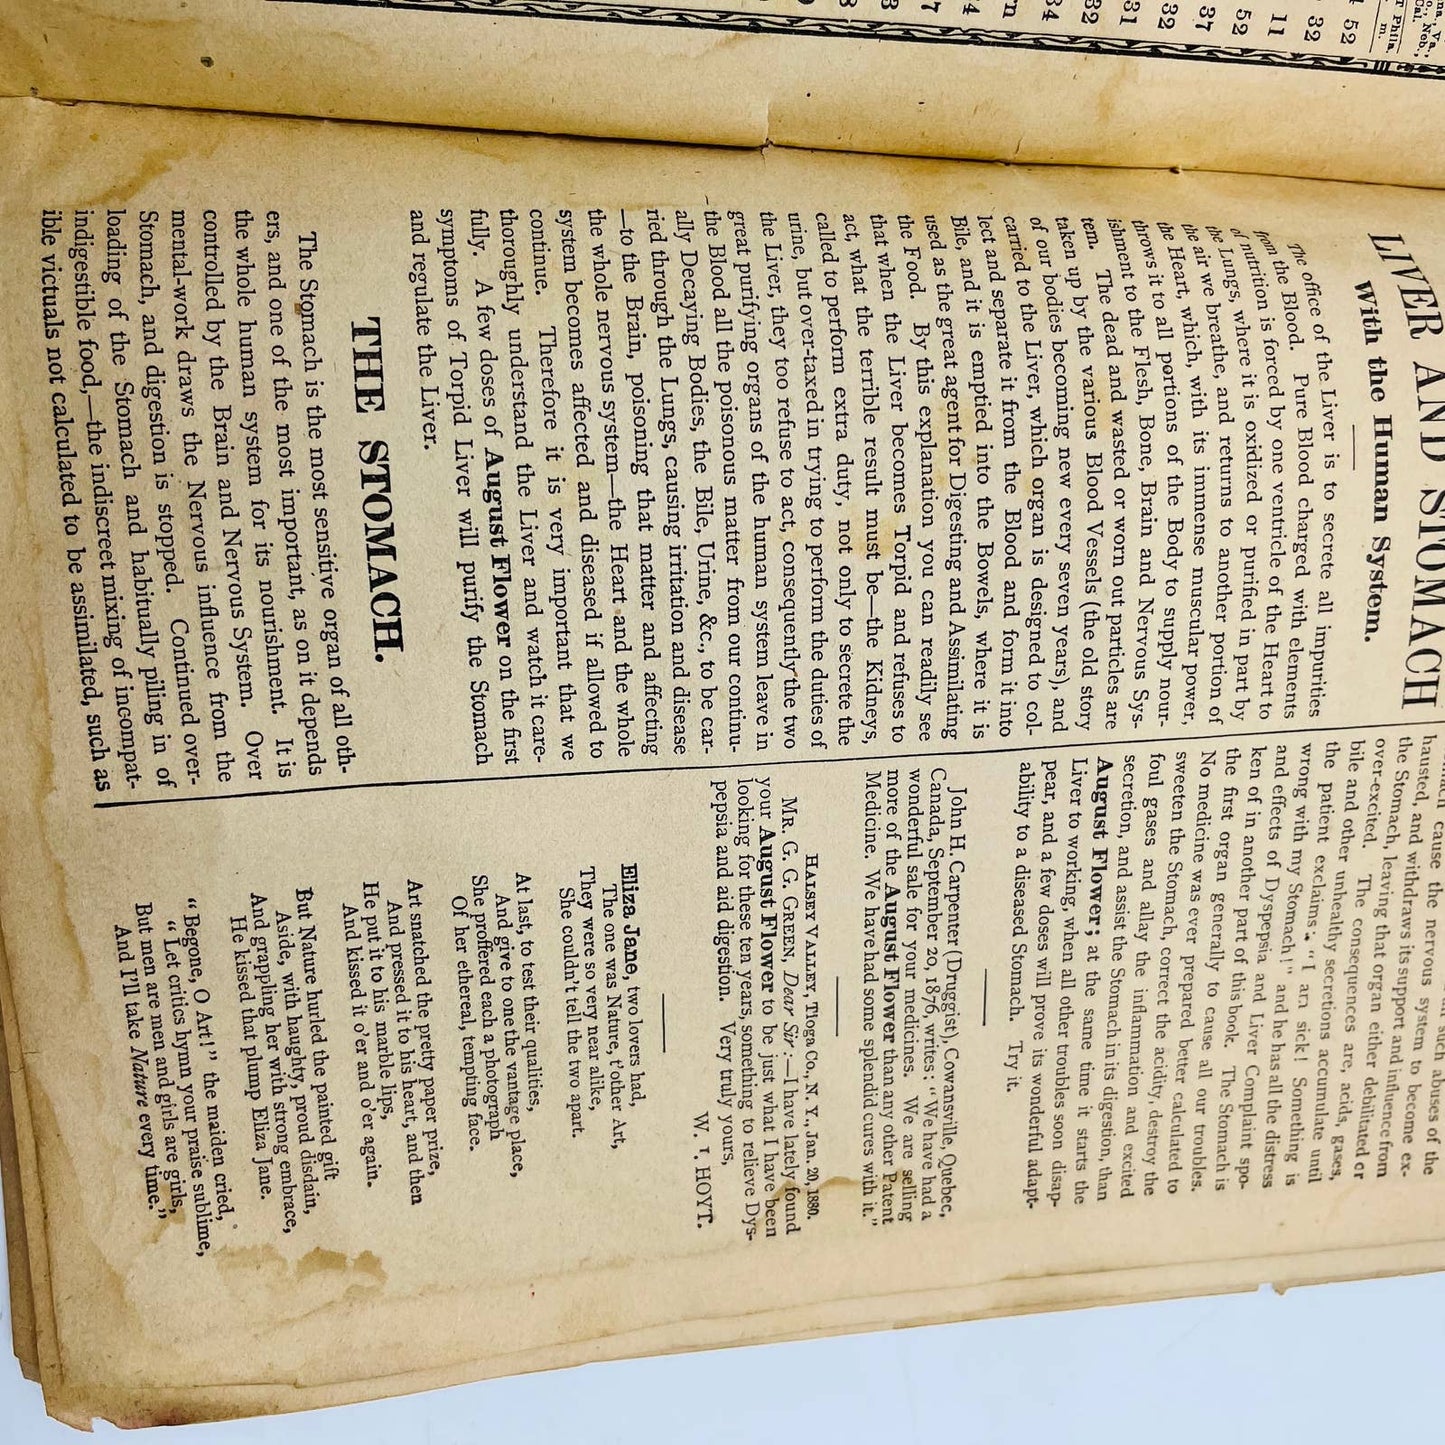 LIVER AND STOMACH
with the Human System.
The office of the Liver is to secrete all impurities
from the Blood. Pure Blood charged with elements
of nutrition is forced by one ventricle of the Heart to
the Lungs, where it is oxidized or purified in part by
the air we breathe, and returns to another portion of
the Heart, which, with its immense muscular power,
throws it to all portions of the Body to supply nour-
ishment to the Flesh, Bone, Brain and Nervous Sys-
tem. The dead and wasted or worn out particles are
taken up by the various Blood Vessels (the old story
of our bodies becoming new every seven years), and
carried to the Liver, which organ is designed to col-
lect and separate it from the Blood and form it into
Bile, and it is emptied into the Bowels, where it is
used as the great agent for Digesting and Assimilating
the Food. By this explanation you can readily see
that when the Liver becomes Torpid and refuses to
act, what the terrible result must be—the Kidneys,
called to perform extra duty, not only to secrete the
urine, but over-taxed in trying to perform the duties of
the Liver, they too refuse to act, consequently the two
great purifying organs of the human system leave in
the Blood all the poisonous matter from our continu-
ally Decaying Bodies, the Bile, Urine, &c., to be car-
ried through the Lungs, causing irritation and disease
—to the Brain, poisoning that matter and affecting
the whole nervous system—the Heart and the whole
system becomes affected and diseased if allowed to
continue. Therefore it is very important that we
thoroughly understand the Liver and watch it care-
fully. A few doses of August Flower on the first
symptons of Torpid Liver will purify the Stomach
and regulate the Liver.
THE STOMACH.
The Stomach is the most sensitive organ of all oth-
ers, and one of the most important, as on it depends
the whole human system for its nourishment. It is
controlled by the Brain and Nervous System. Over
mental-work draws the Nervous influence from the
Stomach, and digestion is stopped. Continued over-
loading of the Stomach and habitually piling in of
indigestible food,—the indiscreet mixing of incompat-
ible victuals not calculated to be assimilated, such as
cause the nervous system to become ex-
hausted, and withdraws its support and influence from
the Stomach, leaving that organ either debilitated or
over-excited. The consequences are, acids, gases,
bile and other unhealthy secretions accumulate until
the patient exclaims: "I am sick! Something is
wrong with my Stomach!" and he has all the distress
and effects of Dyspepsia and Liver Complaint spo-
ken of in another part of this book. The Stomach is
the first organ generally to cause all our troubles.
No medicine was ever prepared better calculated to
sweeten the Stomach, correct the acidity, destroy the
foul gases and allay the inflammation and excited
secretion, and assist the Stomach in its digestion, than
August Flower; at the same time it starts the
Liver to working, when all other troubles soon disap-
pear, and a few doses will prove its wonderful adapt-
ability to a diseased Stomach. Try it.
John H. Carpenter (Druggist), Cowansville, Quebec,
Canada, September 20, 1876, writes: "We have had a
wonderful sale for your medicines. We are selling
more of the August Flower than any other Patent
Medicine. We have had some splendid cures with it."
HALSEY VALLEY, Tioga Co., N. Y., Jan. 20, 1880.
MR. G. G. GREEN, Dear Sir:—I have lately found
your August Flower to be just what I have been
looking for these ten years, something to relieve Dys-
pepsia and aid digestion. Very truly yours,
W. T. HOYT.
Eliza Jane, two lovers had,
The one was Nature, t'other Art,
They were so very near alike,
She couldn't tell the two apart.
At last, to test their qualities,
And give to one the vantage place,
She proffered each a photograph
Of her ethereal, tempting face.
Art snatched the pretty paper prize,
And pressed it to his heart, and then
He put it to his marble lips,
And kissed it o'er and o'er again.
But Nature hurled the painted gift
Aside, with haughty, proud disdain,
And grappling her with strong embrace,
He kissed that plump Eliza Jane.
"Begone, O Art!" the maiden cried,
"Let critics hymn your praise sublime,
But men are men and girls are girls,
And I'll take Nature every time."